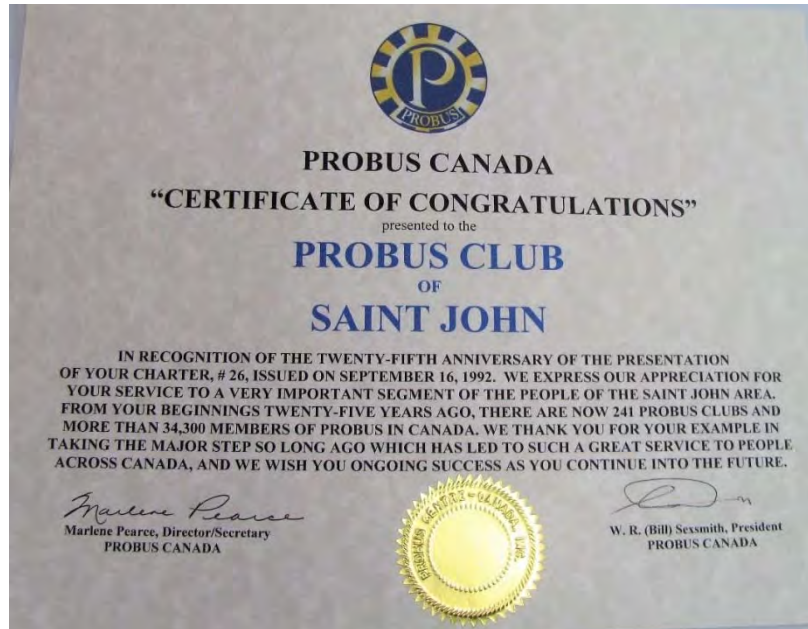 P
PROBUS
PROBUS CANADA
“CERTIFICATE OF CONGRATULATIONS”
presented to the
PROBUS CLUB
OF
SAINT JOHN
IN RECOGNITION OF THE TWENTY-FIFTH ANNIVERSARY OF THE PRESENTATION
OF YOUR CHARTER, # 26, ISSUED ON SEPTEMBER 16, 1992. WE EXPRESS OUR APPRECIATION FOR
YOUR SERVICE TO A VERY IMPORTANT SEGMENT OF THE PEOPLE OF THE SAINT JOHN AREA.
FROM YOUR BEGINNINGS TWENTY-FIVE YEARS AGO, THERE ARE NOW 241 PROBUS CLUBS AND
MORE THAN 34,300 MEMBERS OF PROBUS IN CANADA. WE THANK YOU FOR YOUR EXAMPLE IN
TAKING THE MAJOR STEP SO LONG AGO WHICH HAS LED TO SUCH A GREAT SERVICE TO PEOPLE
ACROSS CANADA, AND WE WISH YOU ONGOING SUCCESS AS YOU CONTINUE INTO THE FUTURE.
Marlene Pearce
Marlene Pearce, Director/Secretary
PROBUS CANADA
PROBUS CENTRE-CANADA, INC.
W. R. (Bill) Sexsmith, President
PROBUS CANADA